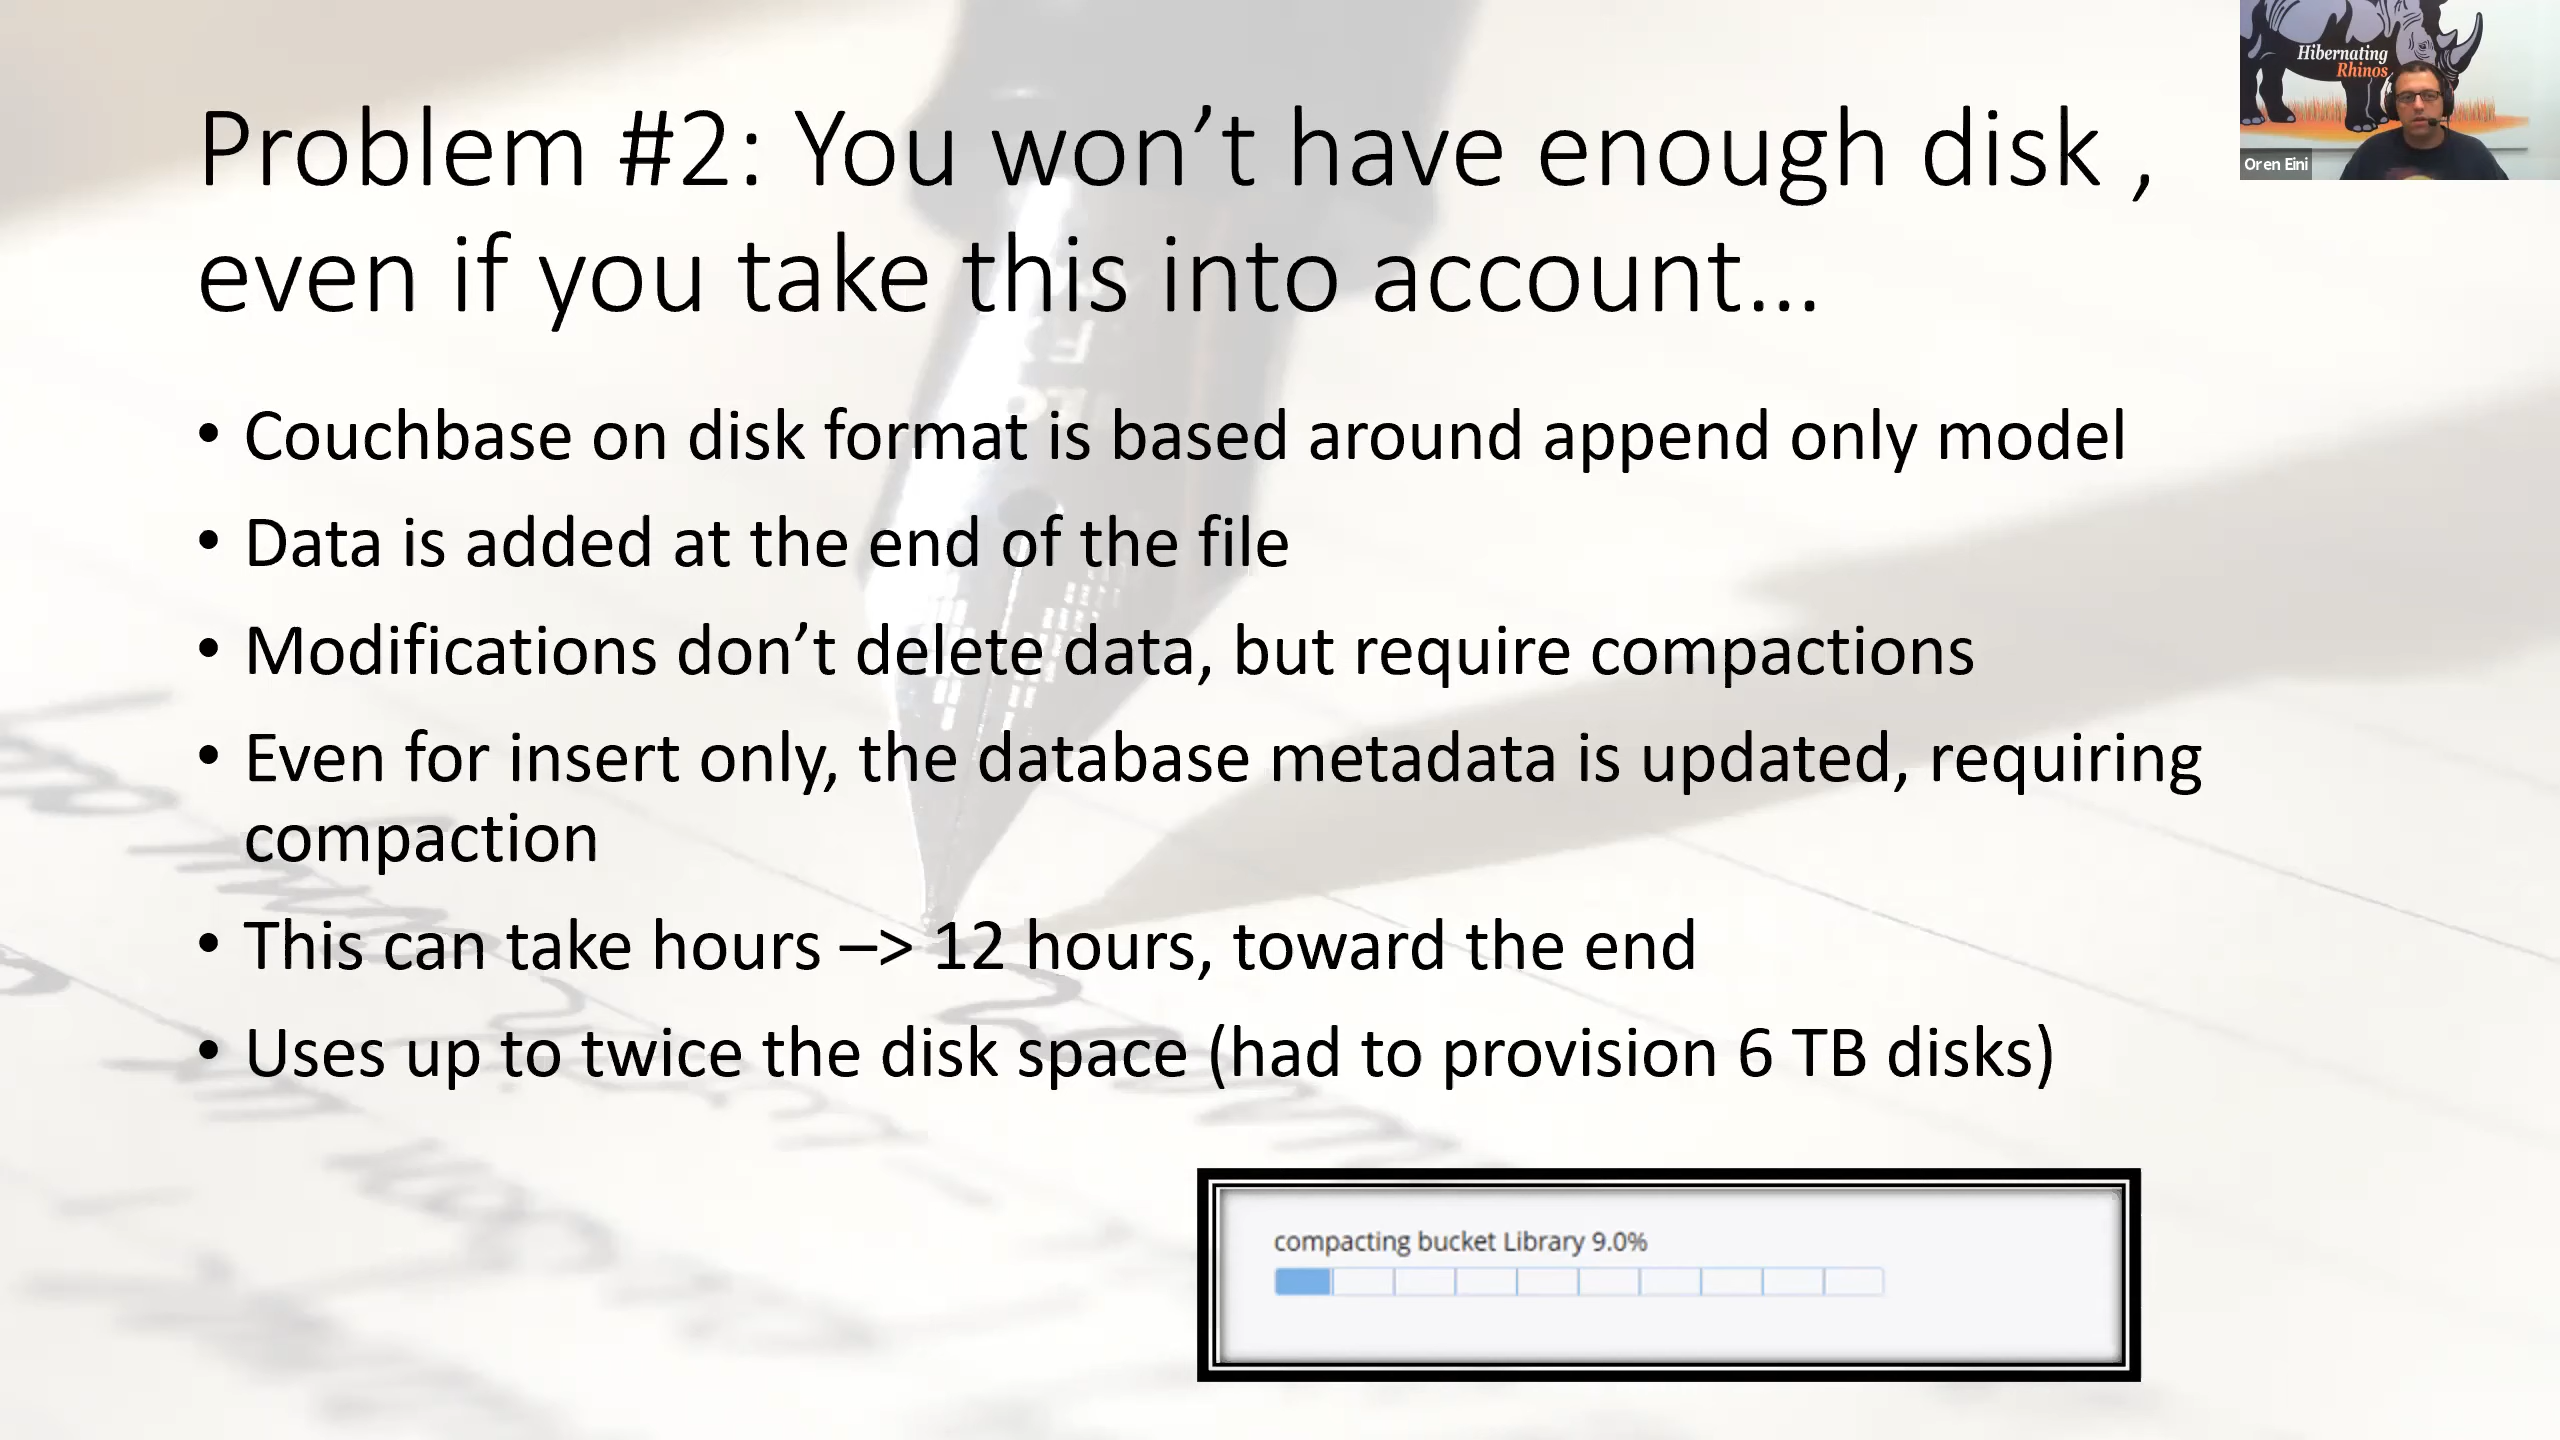 Hibernating
Rhinos
Oren Eini
Problem #2: You won’t have enough disk ,
even if you take this into account…
• Couchbase on disk format is based around append only model
• Data is added at the end of the file
• Modifications don’t delete data, but require compactions
• Even for insert only, the database metadata is updated, requiring
compaction
• This can take hours –> 12 hours, toward the end
• Uses up to twice the disk space (had to provision 6 TB disks)
compacting bucket Library 9.0%